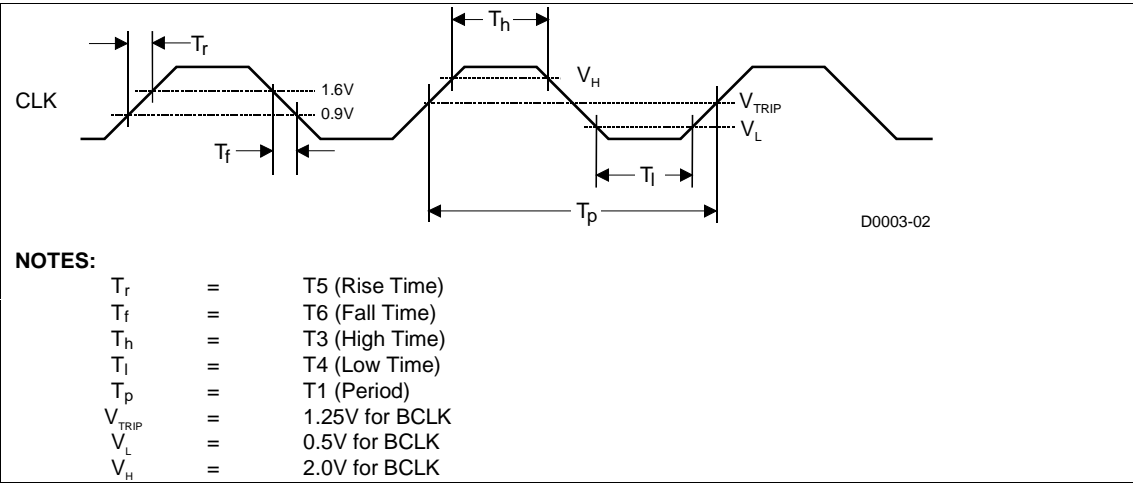 Th
Tr
1.6V
VH
CLK
VTRIP
0.9V
VL
Tf
Tl
Tp
D0003-02
NOTES:
Tr = T5 (Rise Time)
Tf = T6 (Fall Time)
Th = T3 (High Time)
Tl = T4 (Low Time)
Tp = T1 (Period)
VTRIP = 1.25V for BCLK
VL = 0.5V for BCLK
VH = 2.0V for BCLK